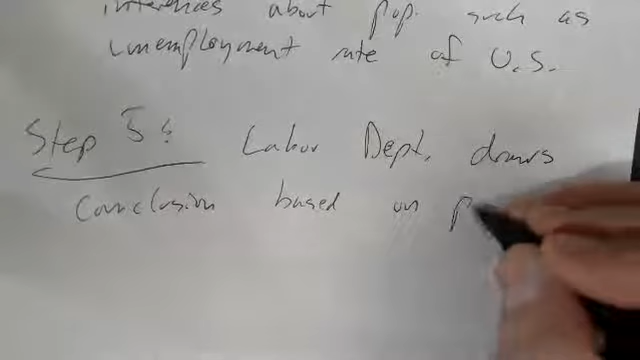 inferences about pop. such as
unemployment rate of U.S.
Step 5: Labor Dept. draws
conclusion based on p